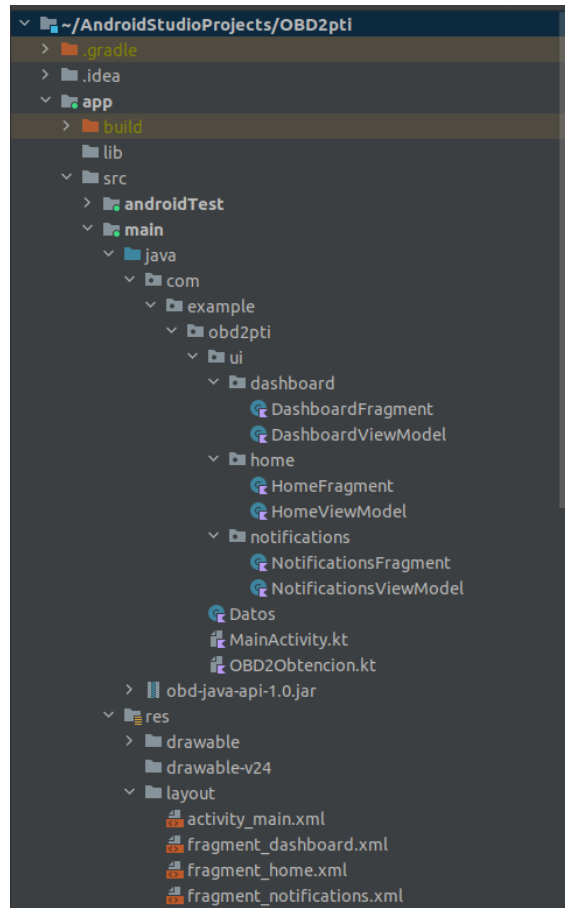 ~/AndroidStudioProjects/OBD2pti
.gradle
.idea
app
build
lib
src
androidTest
main
java
com
example
obd2pti
ui
dashboard
DashboardFragment
DashboardViewModel
home
HomeFragment
HomeViewModel
notifications
NotificationsFragment
NotificationsViewModel
Datos
MainActivity.kt
OBD2Obtencion.kt
obd-java-api-1.0.jar
res
drawable
drawable-v24
layout
activity_main.xml
fragment_dashboard.xml
fragment_home.xml
fragment_notifications.xml